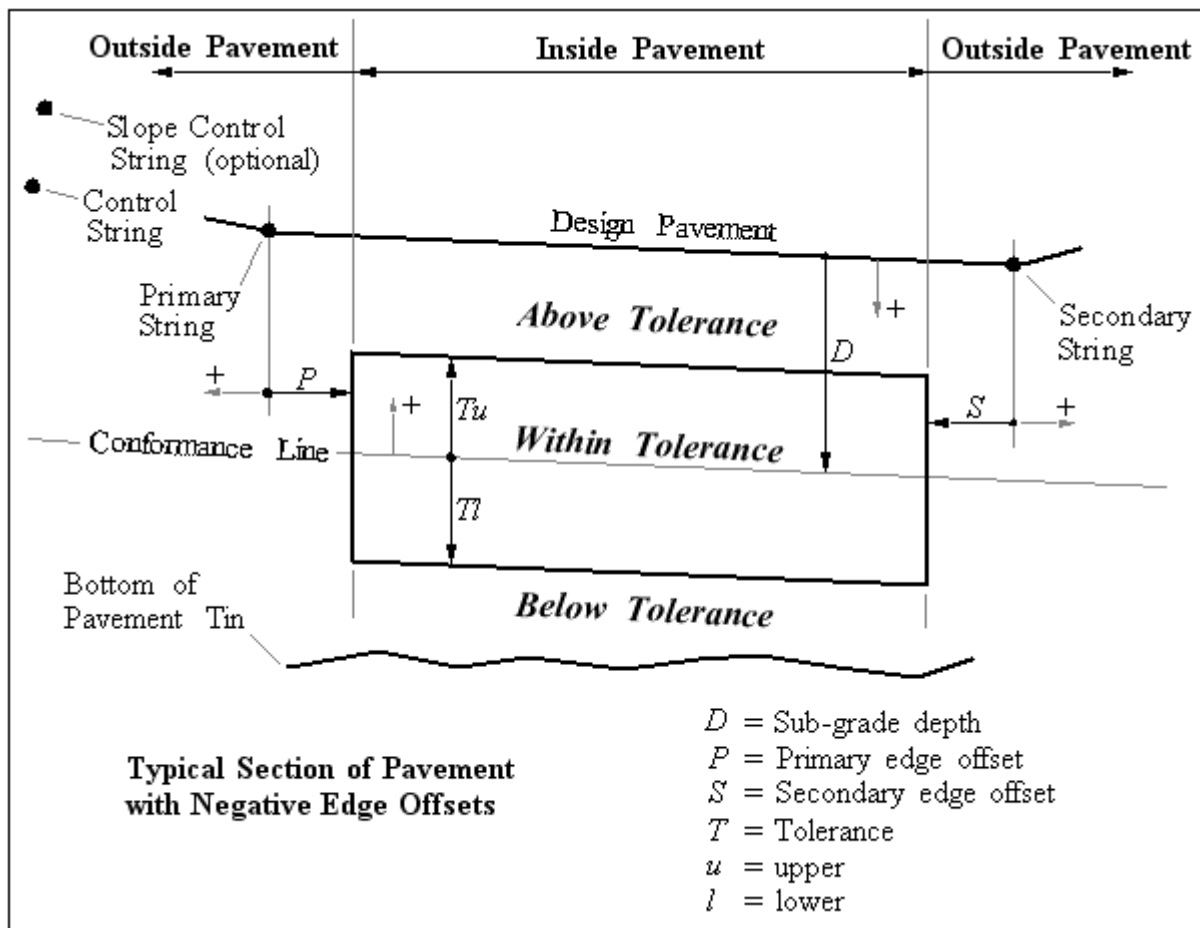 Outside Pavement
Inside Pavement
Outside Pavement
Slope Control
String (optional)
Control
String
Design Pavement
Primary
String
Above Tolerance
+
Secondary
String
D
+
P
+
Tu
S
+
Conformance Line
Within Tolerance
Tl
Bottom of
Pavement Tin
Below Tolerance
D = Sub-grade depth
P = Primary edge offset
S = Secondary edge offset
T = Tolerance
u = upper
l = lower
Typical Section of Pavement
with Negative Edge Offsets